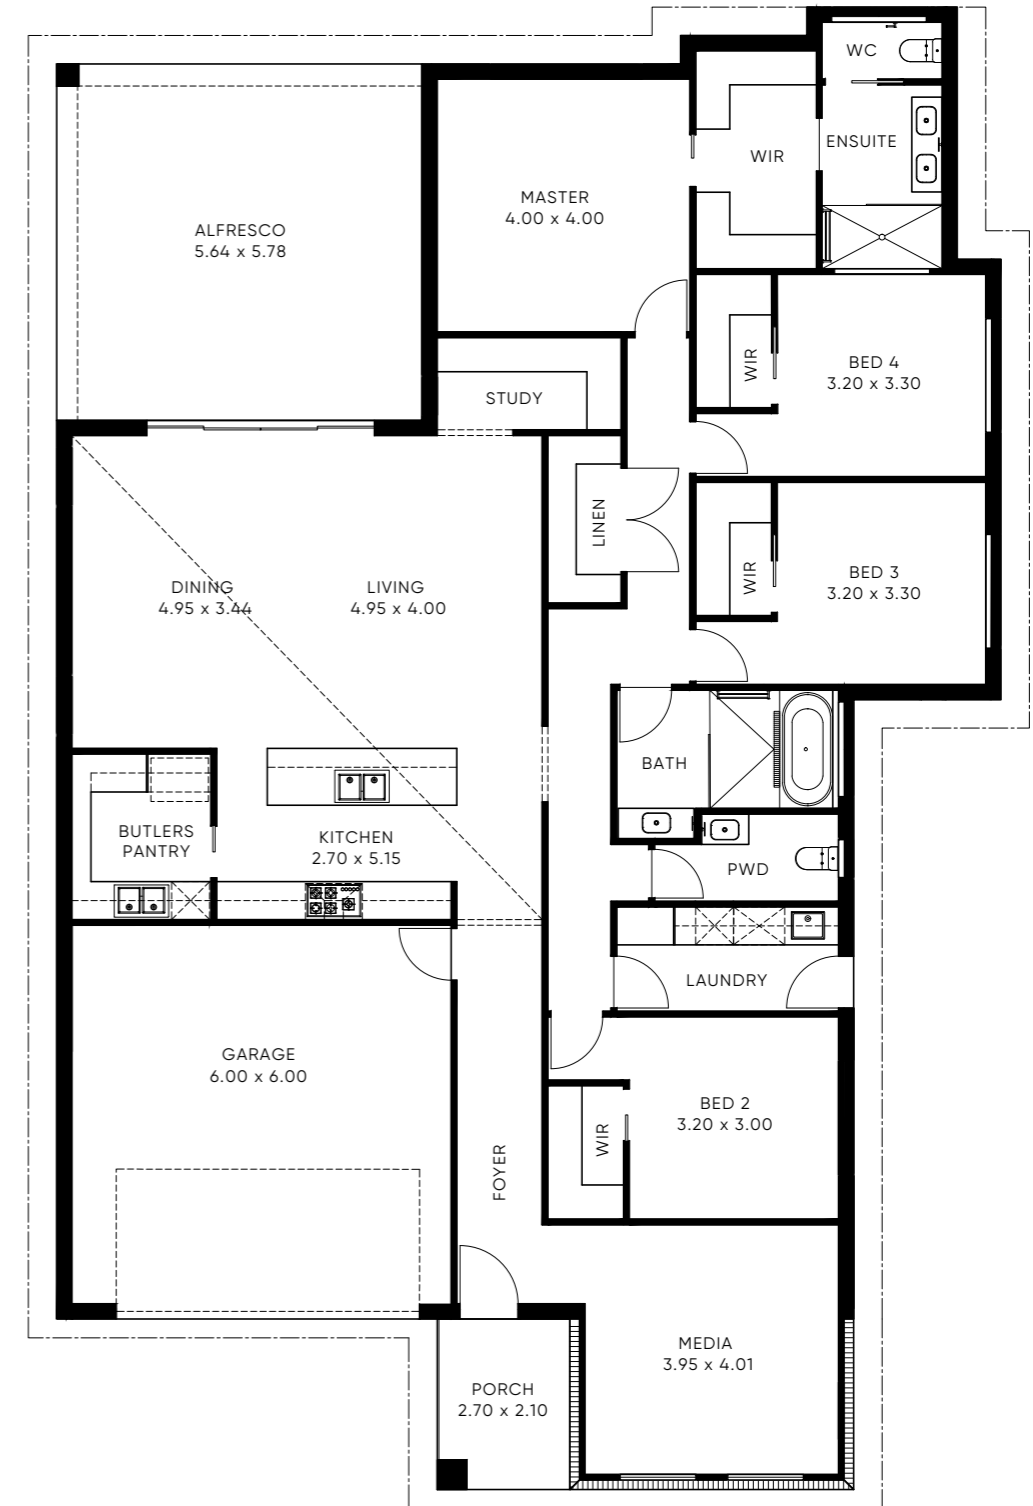 WC
ENSUITE
WIR
MASTER
4.00 x 4.00
ALFRESCO
5.64 x 5.78
WIR
BED 4
3.20 x 3.30
STUDY
LINEN
WIR
BED 3
3.20 x 3.30
DINING
4.95 x 3.44
LIVING
4.95 x 4.00
BATH
BUTLERS
PANTRY
KITCHEN
2.70 x 5.15
PWD
LAUNDRY
GARAGE
6.00 x 6.00
BED 2
3.20 x 3.00
WIR
FOYER
MEDIA
3.95 x 4.01
PORCH
2.70 x 2.10